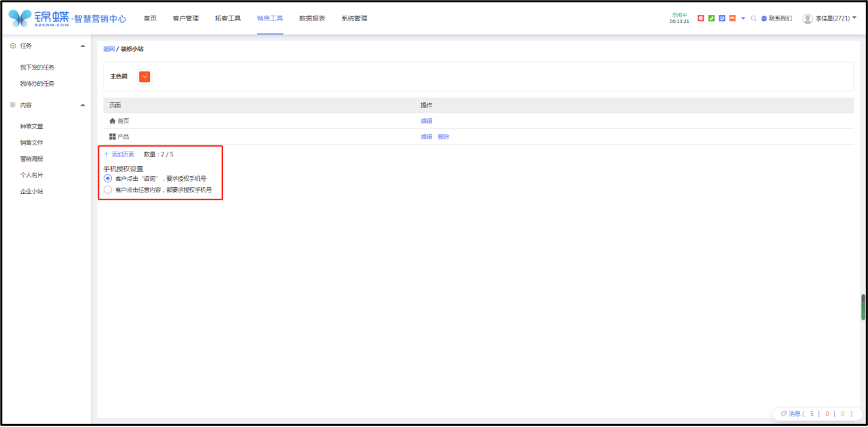 锦蝶·智慧营销中心 首页 客户管理 拓客工具 销售工具 数据报表 系统管理
00:13:21 联系我们 李佳星(2721)
任务
我下发的任务
我待办的任务
内容
种草文章
销售文件
营销海报
个人名片
企业小站
返回 / 装修小站
主色调
页面 操作
首页 编辑
产品 编辑 删除
+ 添加页面 数量：2 / 5
手机授权设置
客户点击“咨询”，要求授权手机号
客户点击任意内容，都要求授权手机号
消息 ( 5 | 0 | 0 )